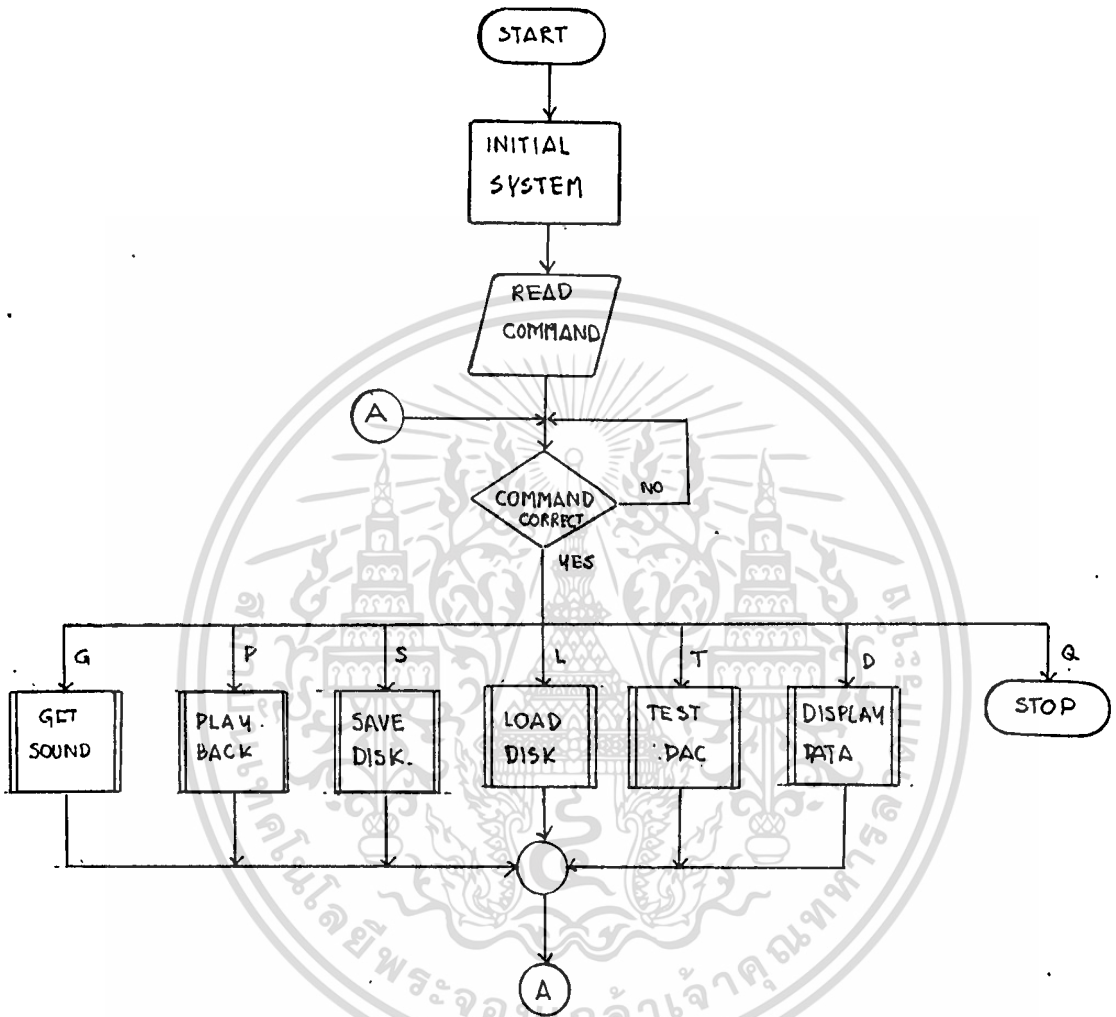 START
INITIAL
SYSTEM
READ
COMMAND
A
COMMAND
CORRECT
NO
YES
G
P
S
L
T
D
Q
GET
SOUND
PLAY.
BACK
SAVE
DISK.
LOAD
DISK
TEST
.DAC
DISPLAY
DATA
STOP
A